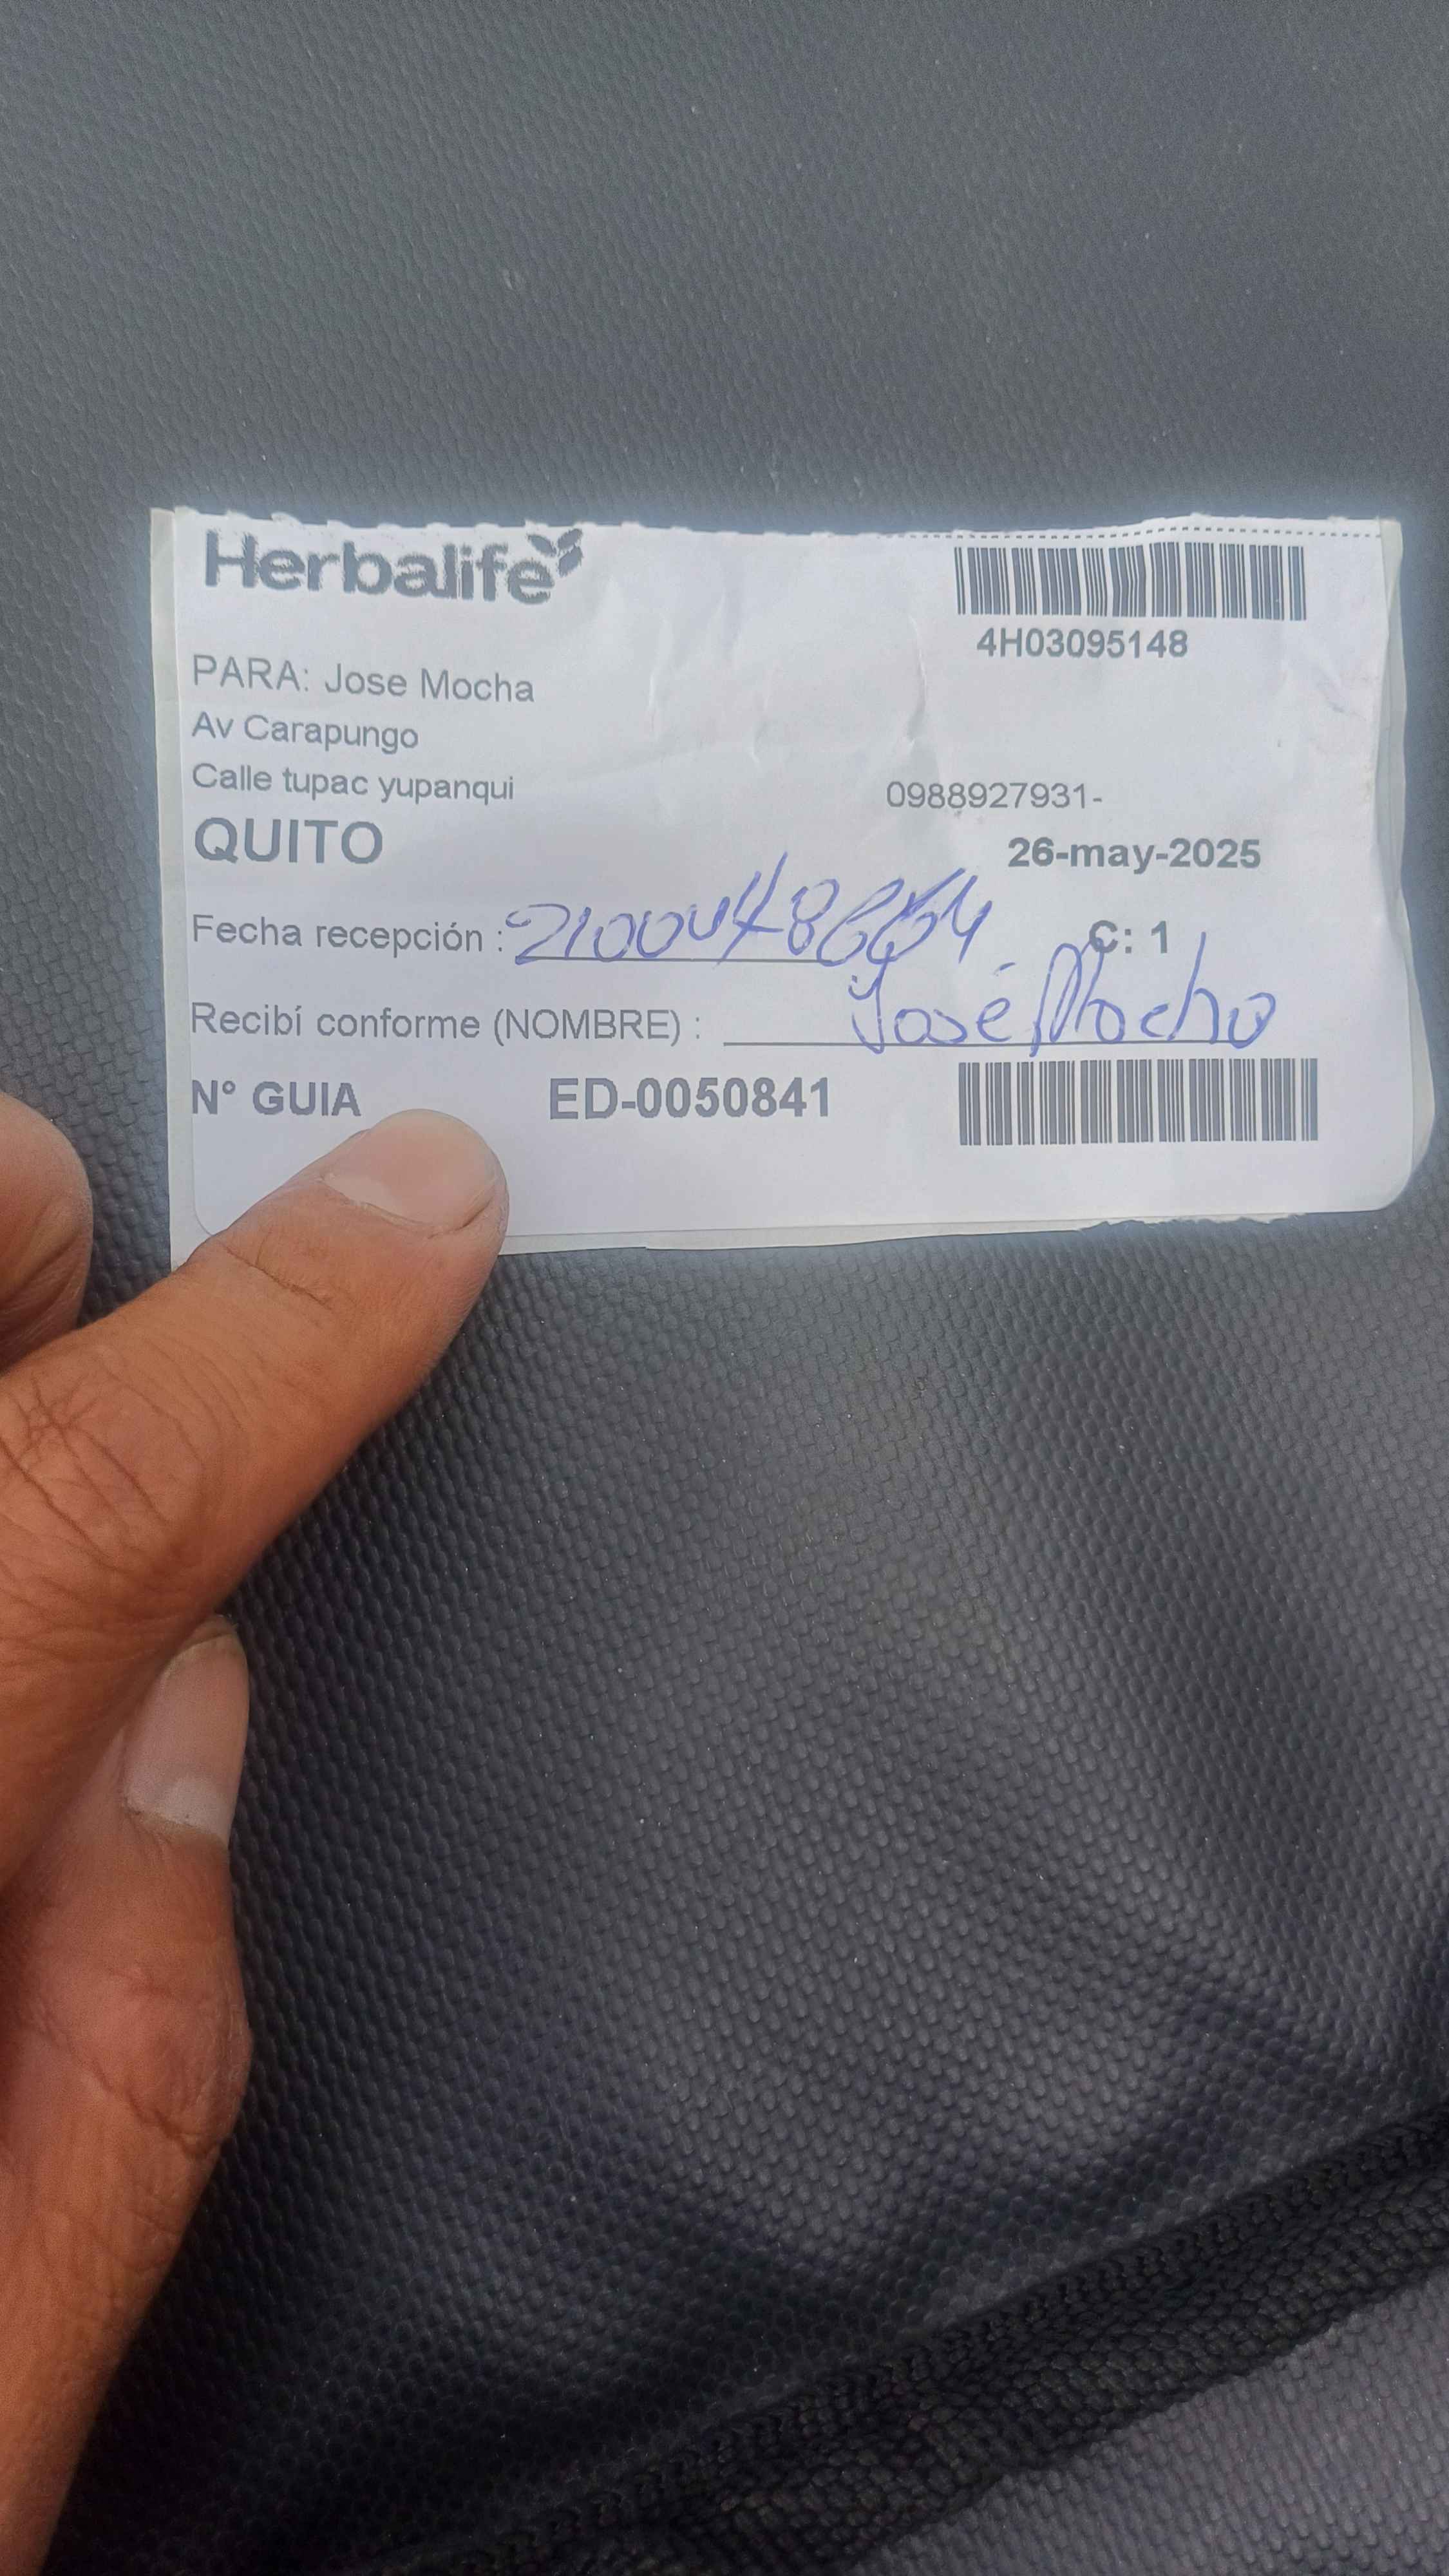 Herbalife
4H03095148
PARA: Jose Mocha
Av Carapungo
Calle tupac yupanqui
0988927931-
QUITO
26-may-2025
Fecha recepción :
C: 1
Recibí conforme (NOMBRE) : José Mocha
N° GUIA ED-0050841